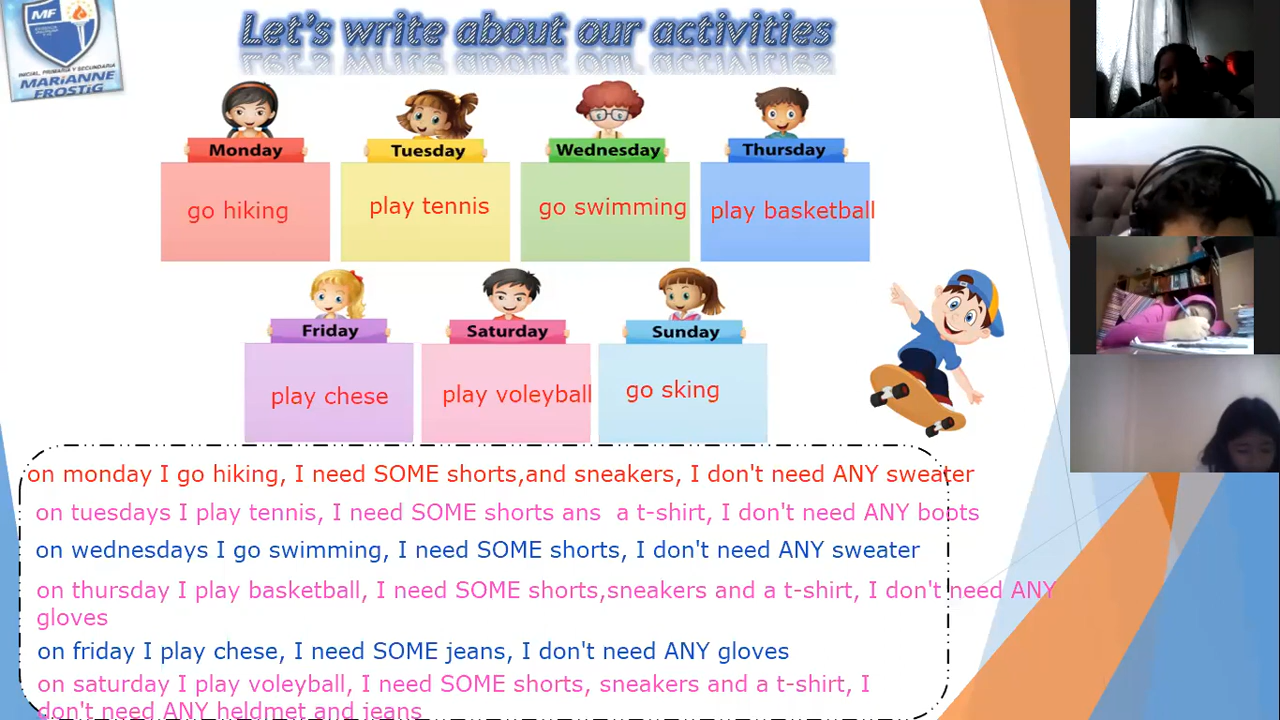 MF
INICIAL, PRIMARIA Y SECUNDARIA
MARIANNE
FROSTIG
Let's write about our activities
Monday
Tuesday
Wednesday
Thursday
go hiking
play tennis
go swimming
play basketball
Friday
Saturday
Sunday
play chese
play voleyball
go sking
on monday I go hiking, I need SOME shorts,and sneakers, I don't need ANY sweater
on tuesdays I play tennis, I need SOME shorts ans a t-shirt, I don't need ANY boots
on wednesdays I go swimming, I need SOME shorts, I don't need ANY sweater
on thursday I play basketball, I need SOME shorts,sneakers and a t-shirt, I don't need ANY
gloves
on friday I play chese, I need SOME jeans, I don't need ANY gloves
on saturday I play voleyball, I need SOME shorts, sneakers and a t-shirt, I
don't need ANY heldmet and jeans